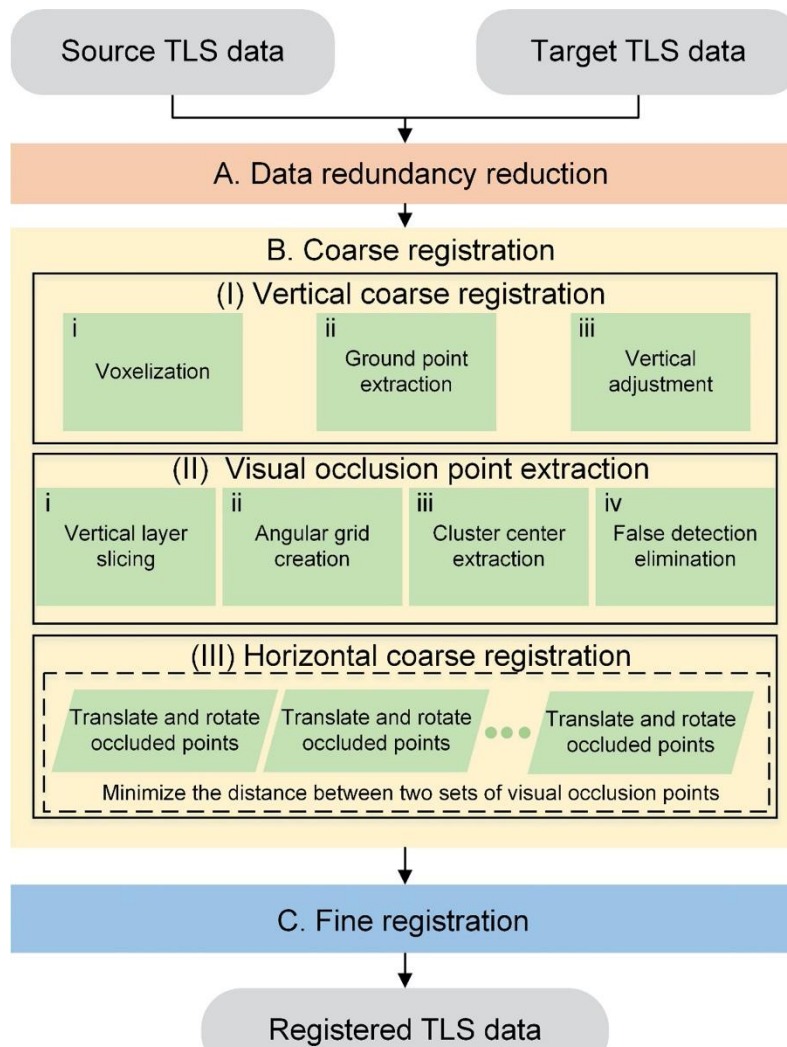 Source TLS data
Target TLS data
A. Data redundancy reduction
B. Coarse registration
(I) Vertical coarse registration
i
Voxelization
ii
Ground point
extraction
iii
Vertical
adjustment
(II) Visual occlusion point extraction
i
Vertical layer
slicing
ii
Angular grid
creation
iii
Cluster center
extraction
iv
False detection
elimination
(III) Horizontal coarse registration
Translate and rotate
occluded points
Translate and rotate
occluded points
Translate and rotate
occluded points
Minimize the distance between two sets of visual occlusion points
C. Fine registration
Registered TLS data